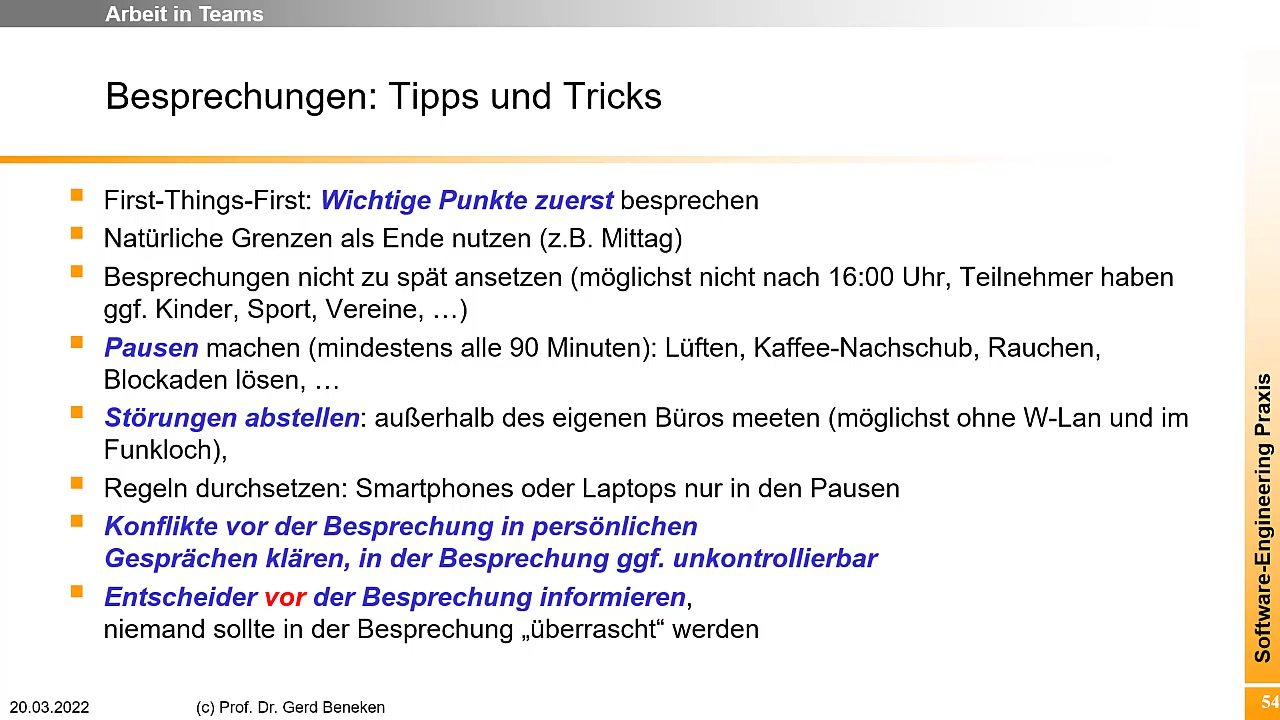 Arbeit in Teams
Besprechungen: Tipps und Tricks
First-Things-First: Wichtige Punkte zuerst besprechen
Natürliche Grenzen als Ende nutzen (z.B. Mittag)
Besprechungen nicht zu spät ansetzen (möglichst nicht nach 16:00 Uhr, Teilnehmer haben
ggf. Kinder, Sport, Vereine, …)
Pausen machen (mindestens alle 90 Minuten): Lüften, Kaffee-Nachschub, Rauchen,
Blockaden lösen, …
Störungen abstellen: außerhalb des eigenen Büros meeten (möglichst ohne W-Lan und im
Funkloch),
Regeln durchsetzen: Smartphones oder Laptops nur in den Pausen
Konflikte vor der Besprechung in persönlichen
Gesprächen klären, in der Besprechung ggf. unkontrollierbar
Entscheider vor der Besprechung informieren,
niemand sollte in der Besprechung „überrascht“ werden
Software-Engineering Praxis
20.03.2022
(c) Prof. Dr. Gerd Beneken
54